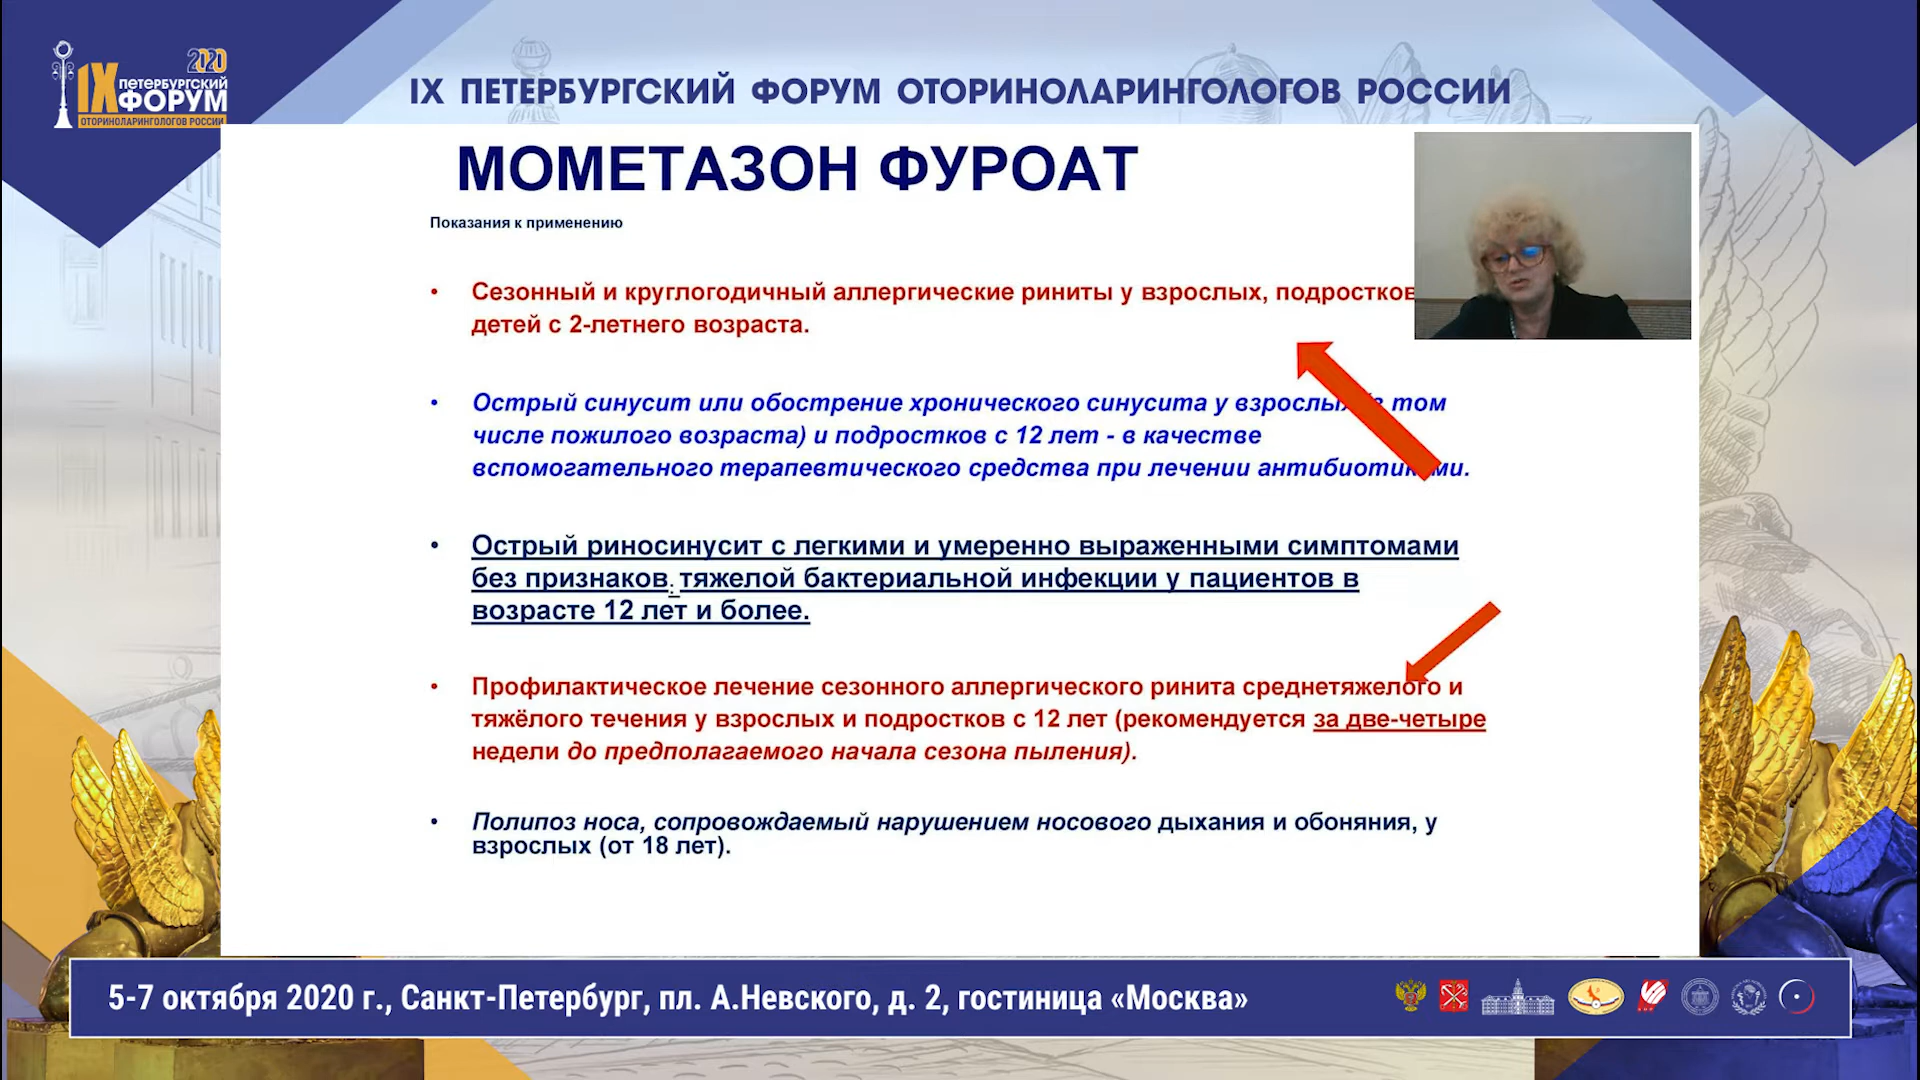 2020
IX ПЕТЕРБУРГСКИЙ
ФОРУМ
ОТОРИНОЛАРИНГОЛОГОВ РОССИИ
IX ПЕТЕРБУРГСКИЙ ФОРУМ ОТОРИНОЛАРИНГОЛОГОВ РОССИИ
МОМЕТАЗОН ФУРОАТ
Показания к применению
• Сезонный и круглогодичный аллергические риниты у взрослых, подростков
детей с 2-летнего возраста.
• Острый синусит или обострение хронического синусита у взрослых том
числе пожилого возраста) и подростков с 12 лет - в качестве
вспомогательного терапевтического средства при лечении антибиотиками.
• Острый риносинусит с легкими и умеренно выраженными симптомами
без признаков. тяжелой бактериальной инфекции у пациентов в
возрасте 12 лет и более.
• Профилактическое лечение сезонного аллергического ринита среднетяжелого и
тяжёлого течения у взрослых и подростков с 12 лет (рекомендуется за две-четыре
недели до предполагаемого начала сезона пыления).
• Полипоз носа, сопровождаемый нарушением носового дыхания и обоняния, у
взрослых (от 18 лет).
5-7 октября 2020 г., Санкт-Петербург, пл. А.Невского, д. 2, гостиница «Москва»